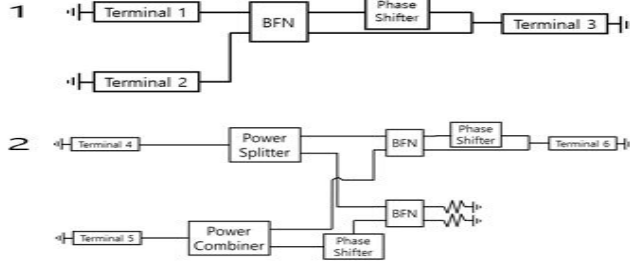 1
Terminal 1
BFN
Phase
Shifter
Terminal 3
Terminal 2
2
Terminal 4
Power
Splitter
BFN
Phase
Shifter
Terminal 6
BFN
Terminal 5
Power
Combiner
Phase
Shifter